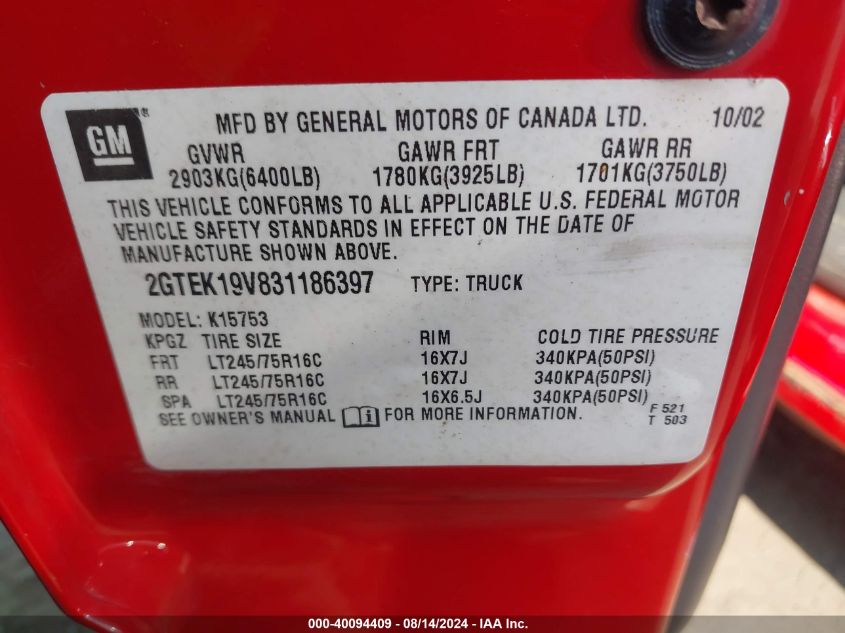 GM ®
MFD BY GENERAL MOTORS OF CANADA LTD. 10/02
GVWR GAWR FRT GAWR RR
2903KG(6400LB) 1780KG(3925LB) 1701KG(3750LB)
THIS VEHICLE CONFORMS TO ALL APPLICABLE U.S. FEDERAL MOTOR
VEHICLE SAFETY STANDARDS IN EFFECT ON THE DATE OF
MANUFACTURE SHOWN ABOVE.
2GTEK19V831186397 TYPE: TRUCK
MODEL: K15753
KPGZ TIRE SIZE RIM COLD TIRE PRESSURE
FRT LT245/75R16C 16X7J 340KPA(50PSI)
RR LT245/75R16C 16X7J 340KPA(50PSI)
SPA LT245/75R16C 16X6.5J 340KPA(50PSI)
SEE OWNER'S MANUAL i FOR MORE INFORMATION.
F 521
T 503
000-40094409 - 08/14/2024 - IAA Inc.